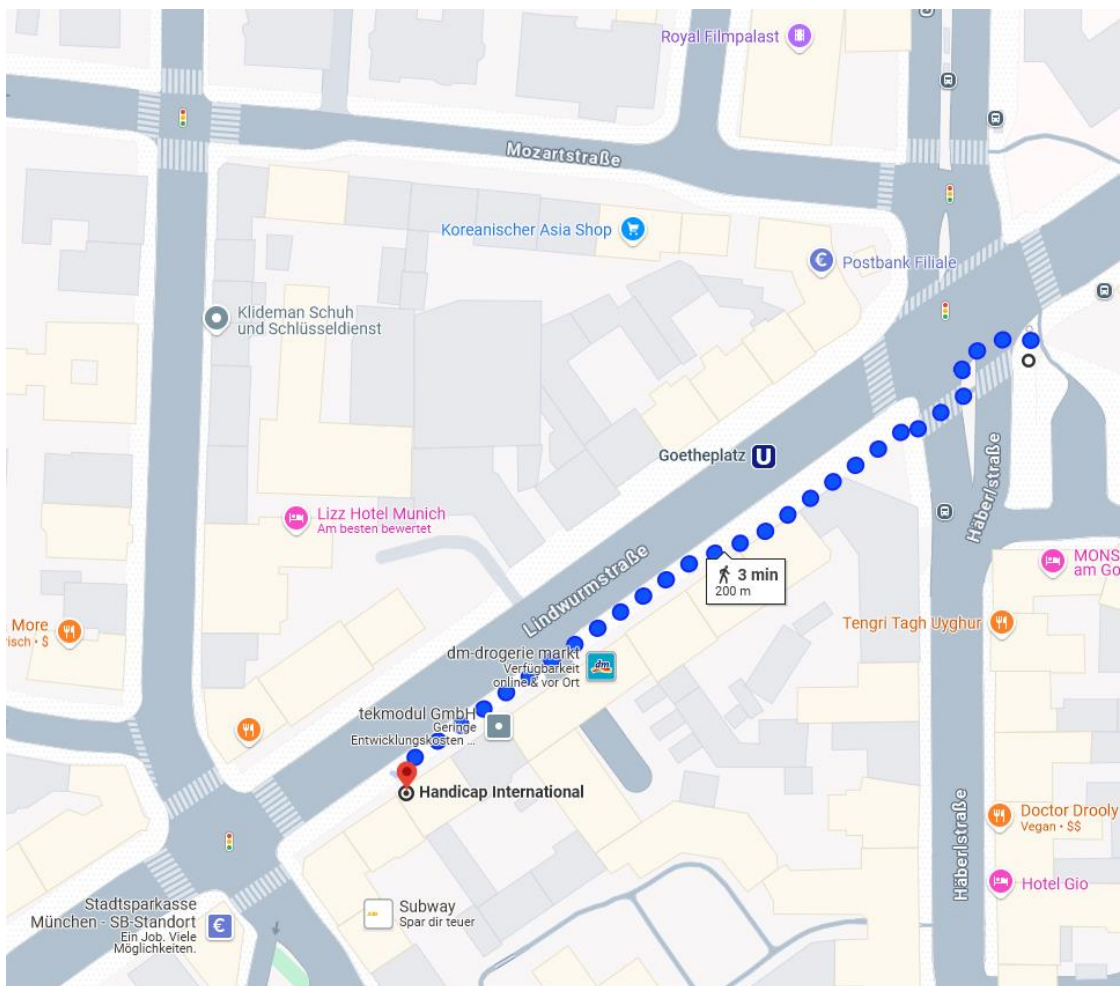 Royal Filmpalast
Mozartstraße
Koreanischer Asia Shop
Postbank Filiale
Klideman Schuh
und Schlüsseldienst
Goetheplatz
U
Häberlstraße
Lizz Hotel Munich
Am besten bewertet
Lindwurmstraße
3 min
200 m
MONS
am Go
More
risch • $
Tengri Tagh Uyghur
dm-drogerie markt
Verfügbarkeit
online & vor Ort
dm
tekmodul GmbH
Geringe
Entwicklungskosten ...
Handicap International
Häberlstraße
Doctor Drooly
Vegan • $$
Hotel Gio
Stadtsparkasse
München - SB-Standort
Ein Job. Viele
Möglichkeiten.
€
Subway
Spar dir teuer